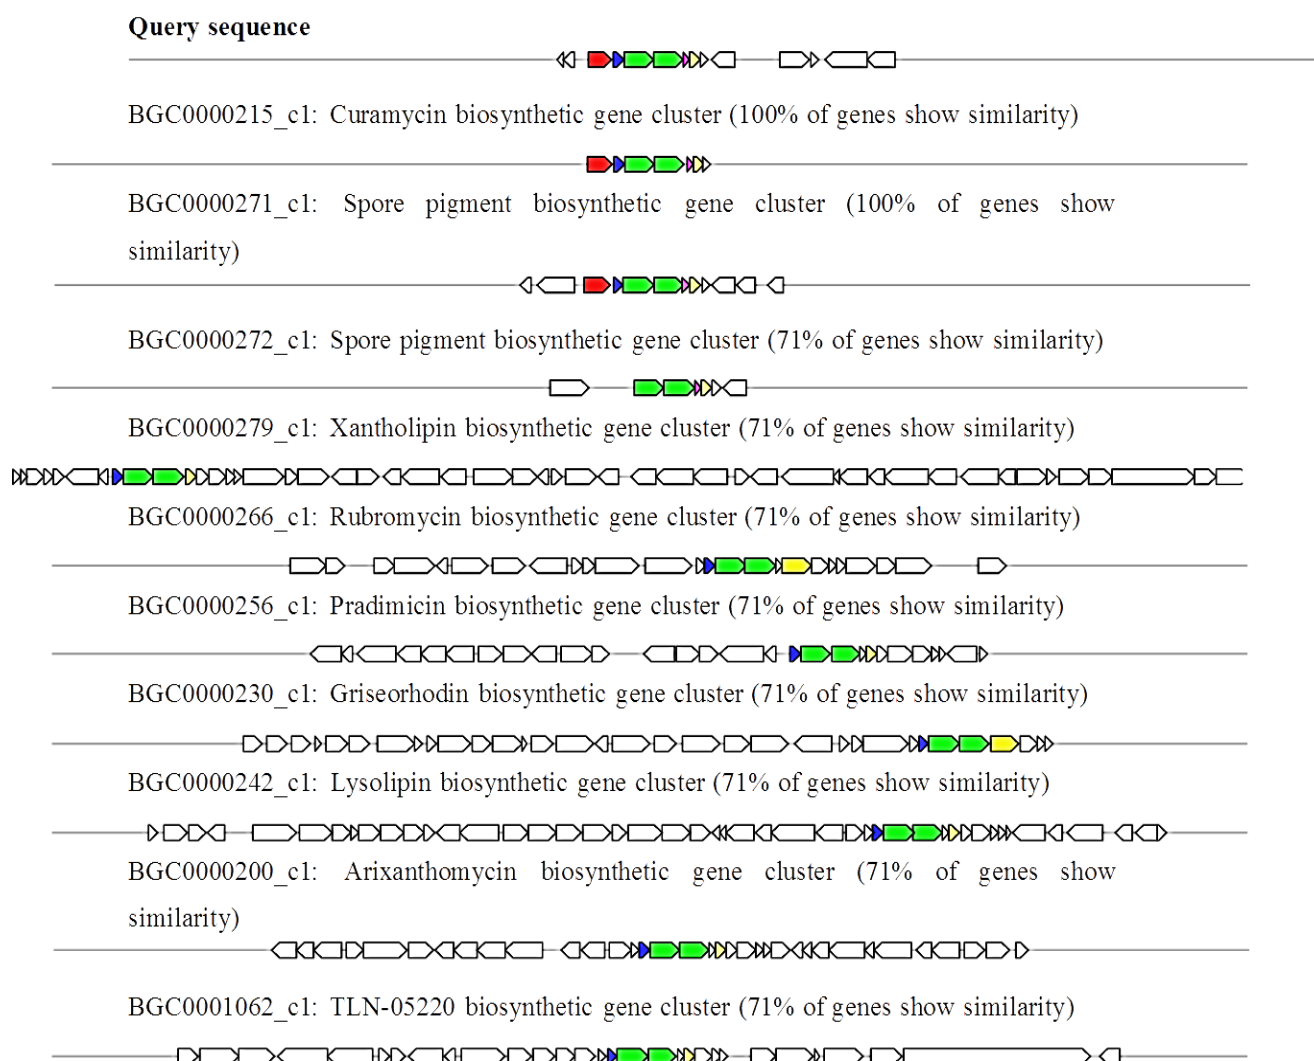 Query sequence
BGC0000215_c1: Curamycin biosynthetic gene cluster (100% of genes show similarity)
BGC0000271_c1: Spore pigment biosynthetic gene cluster (100% of genes show
similarity)
BGC0000272_c1: Spore pigment biosynthetic gene cluster (71% of genes show similarity)
BGC0000279_c1: Xantholipin biosynthetic gene cluster (71% of genes show similarity)
BGC0000266_c1: Rubromycin biosynthetic gene cluster (71% of genes show similarity)
BGC0000256_c1: Pradimicin biosynthetic gene cluster (71% of genes show similarity)
BGC0000230_c1: Griseorhodin biosynthetic gene cluster (71% of genes show similarity)
BGC0000242_c1: Lysolipin biosynthetic gene cluster (71% of genes show similarity)
BGC0000200_c1: Arixanthomycin biosynthetic gene cluster (71% of genes show
similarity)
BGC0001062_c1: TLN-05220 biosynthetic gene cluster (71% of genes show similarity)